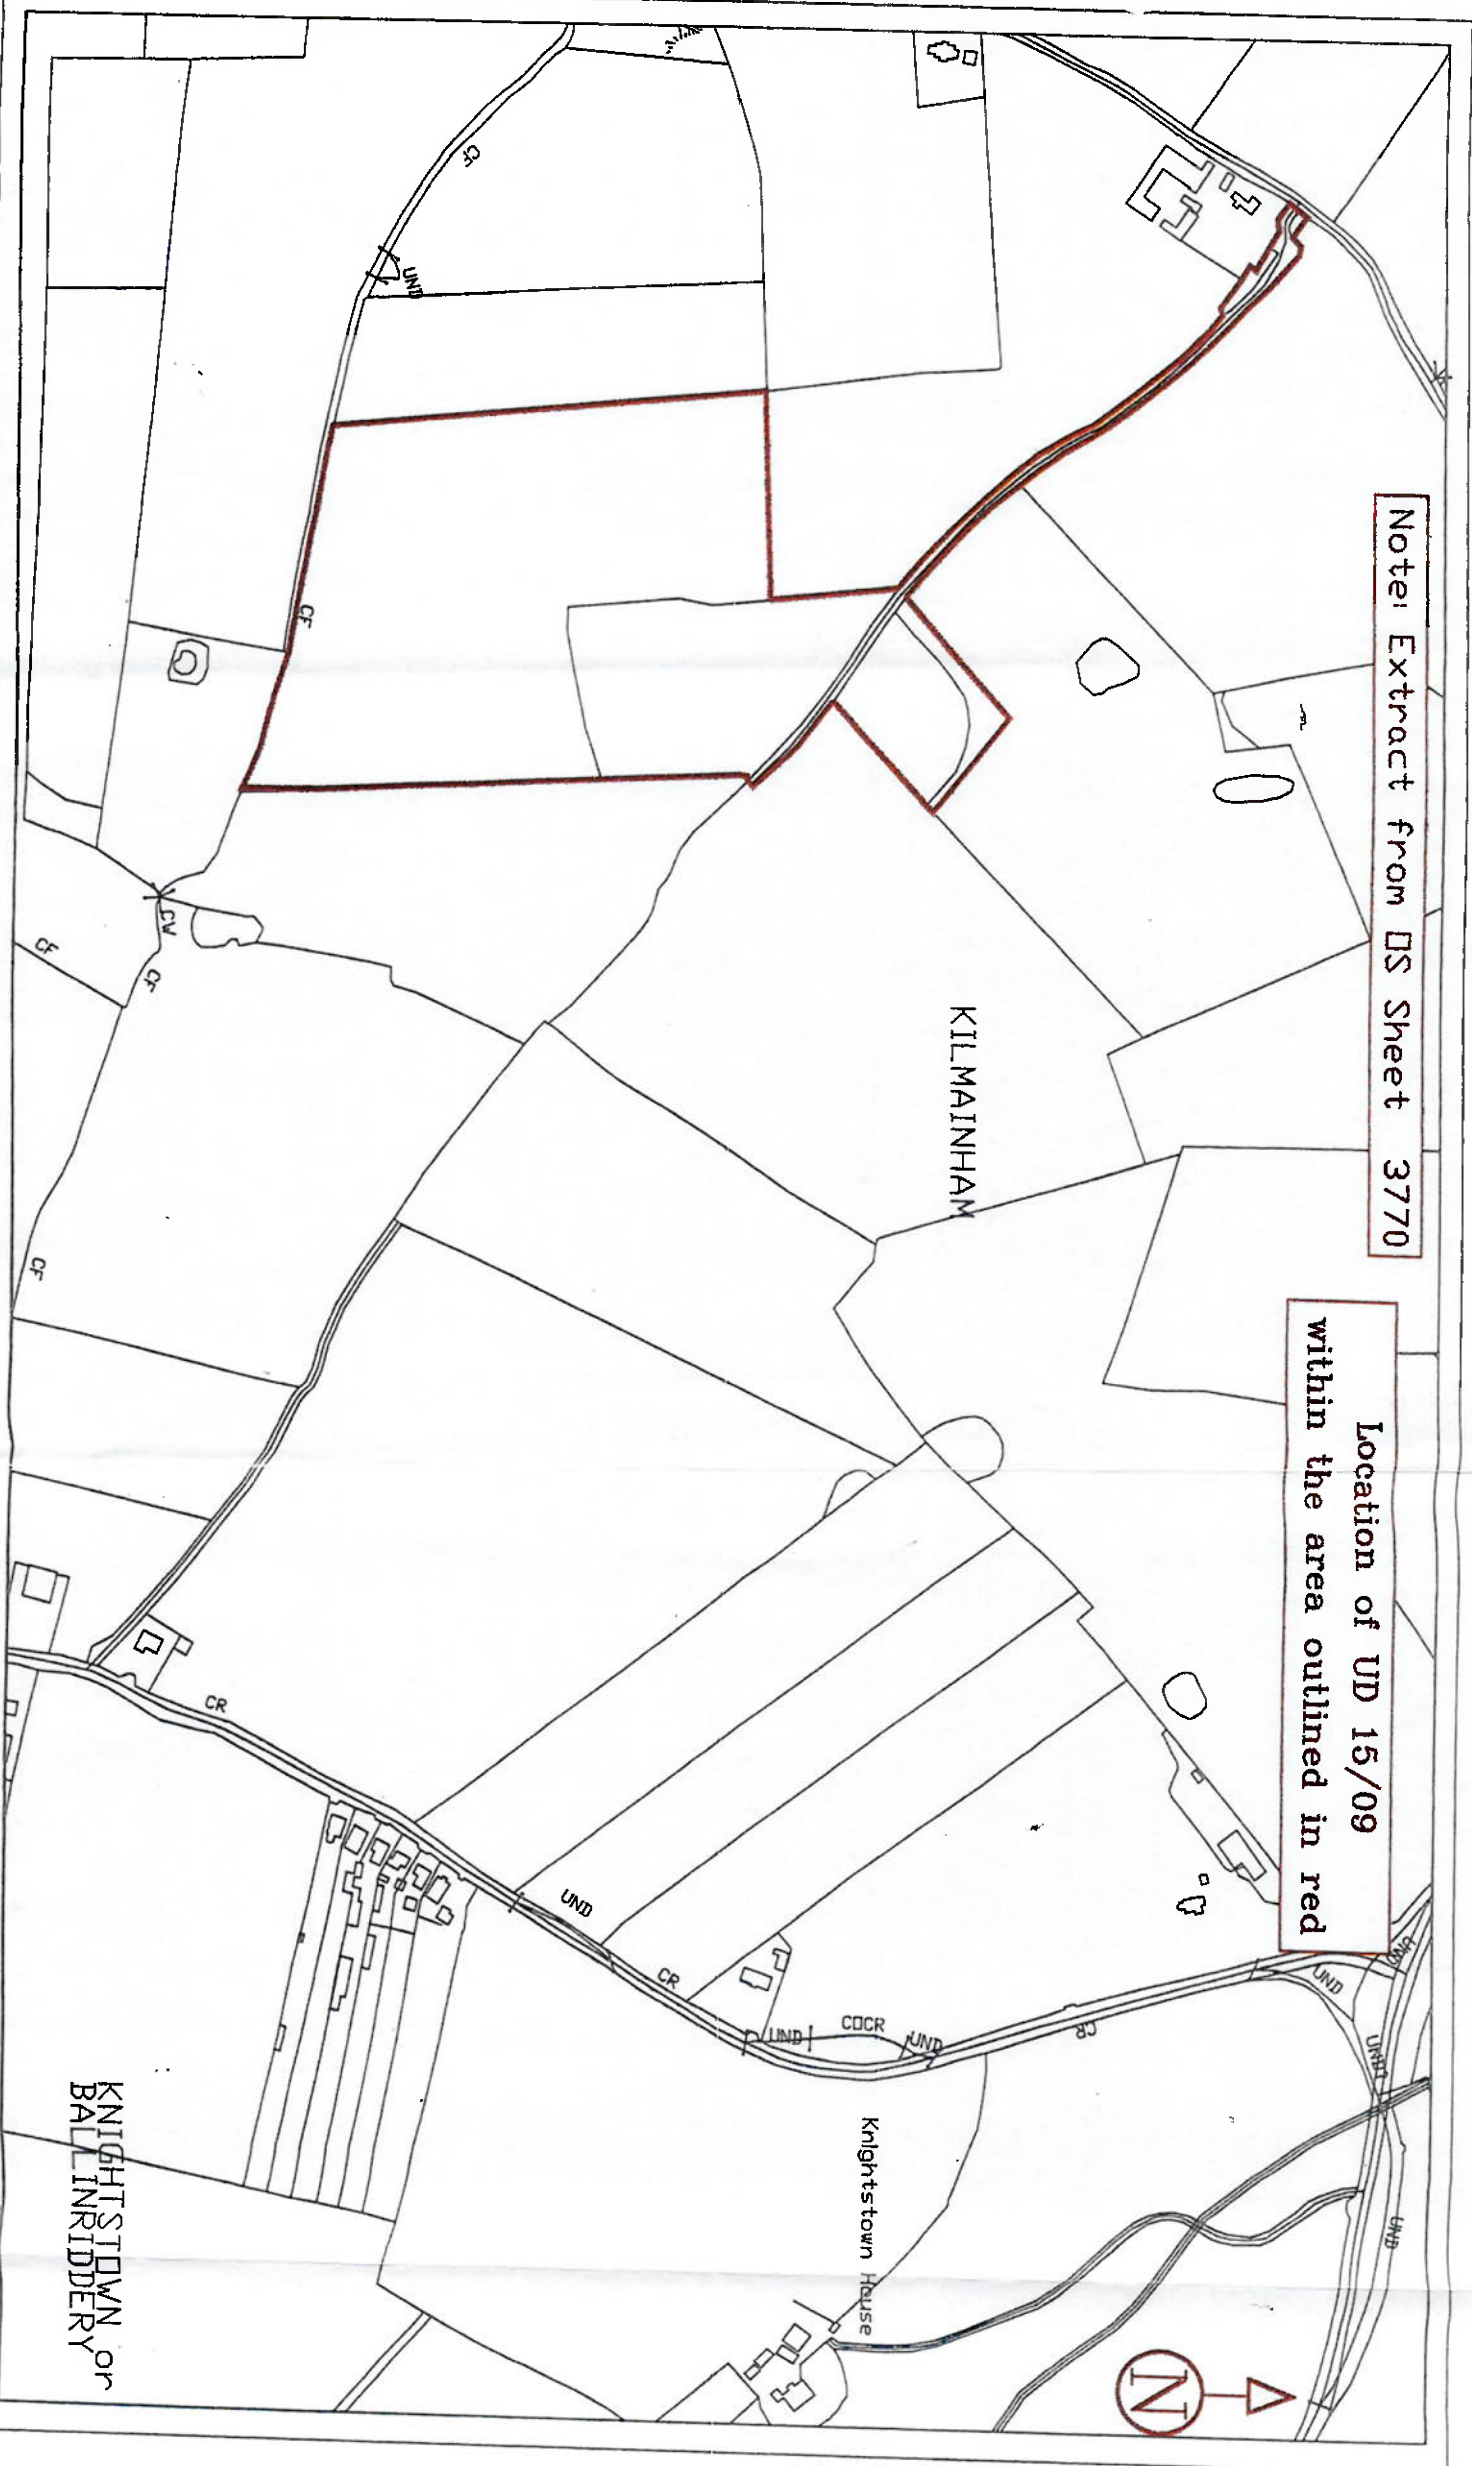 Note: Extract from OS Sheet 3770
Location of UD 15/09
within the area outlined in red
N
KILMAINHAM
Knightstown House
KNIGHTSTOWN or
BALLINRIDDERY
CF
UND
CF
CW
CF
CF
CF
CR
UND
CR
UND
COCR
UND
CR
UND
UND
UND
UND